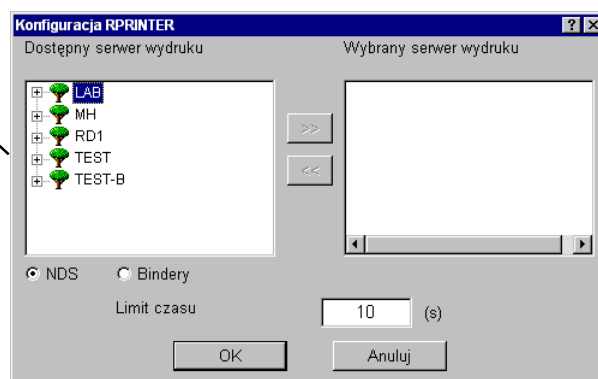 Konfiguracja RPRINTER
Dostępny serwer wydruku
Wybrany serwer wydruku
LAB
MH
RD1
TEST
TEST-B
>>
<<
NDS
Bindery
Limit czasu
10
(s)
OK
Anuluj